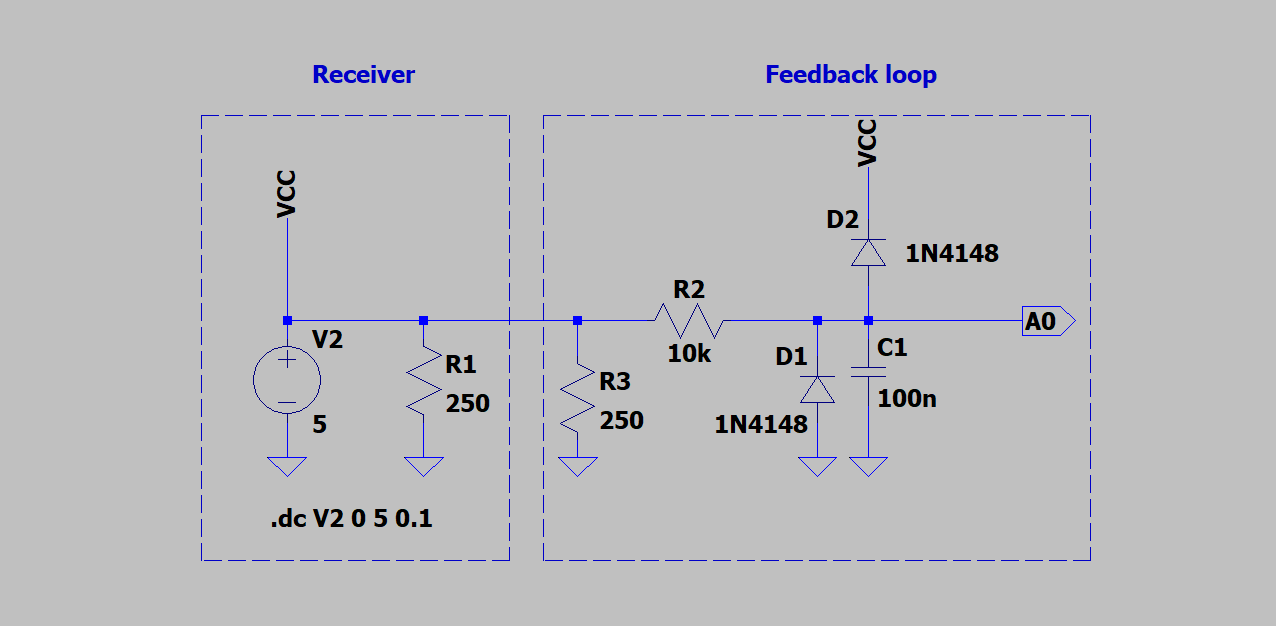 Receiver
Feedback loop
VCC
VCC
D2
1N4148
R2
10k
A0
V2
5
R1
250
R3
250
D1
1N4148
C1
100n
.dc V2 0 5 0.1